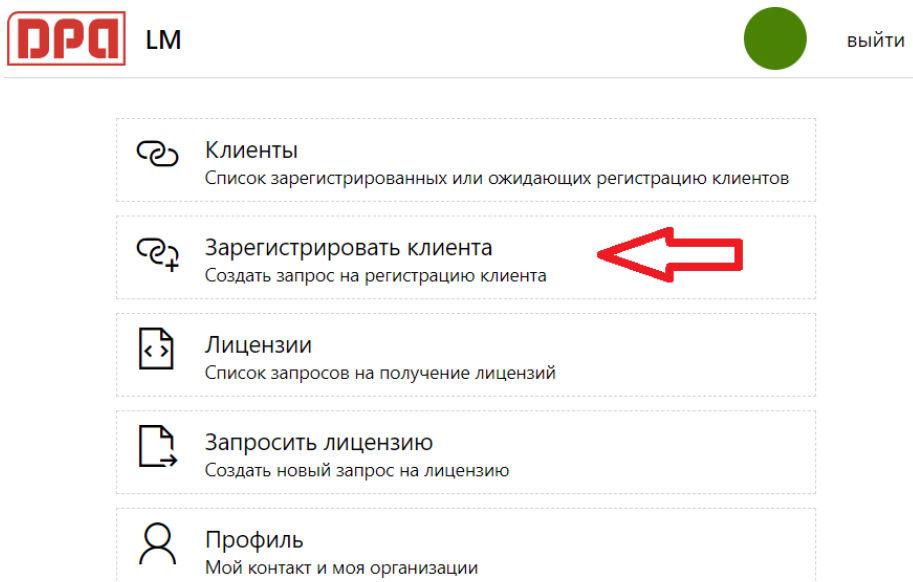 DPA LM выйти
Клиенты
Список зарегистрированных или ожидающих регистрацию клиентов
Зарегистрировать клиента
Создать запрос на регистрацию клиента
Лицензии
Список запросов на получение лицензий
Запросить лицензию
Создать новый запрос на лицензию
Профиль
Мой контакт и моя организации